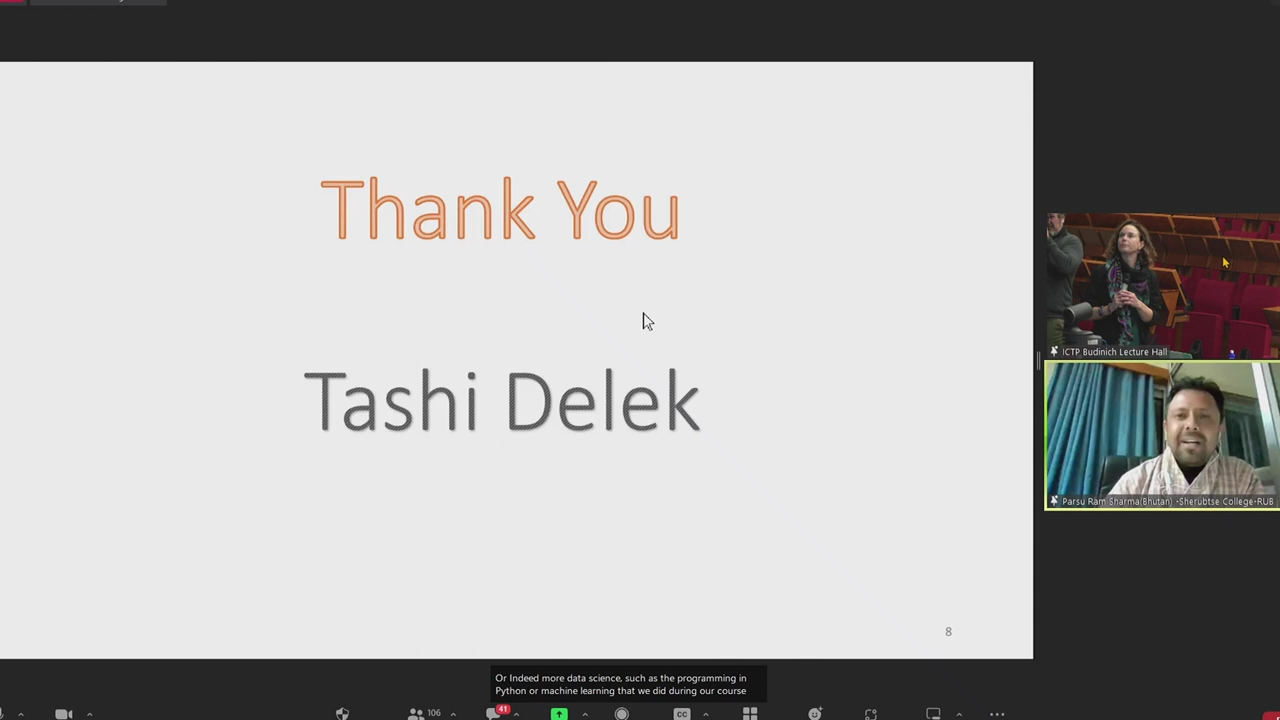 Thank You
Tashi Delek
8
ICTP Budinich Lecture Hall
Parsu Ram Sharma(Bhutan) -Sherubtse College-RUB
Or Indeed more data science, such as the programming in
Python or machine learning that we did during our course
106
41
CC